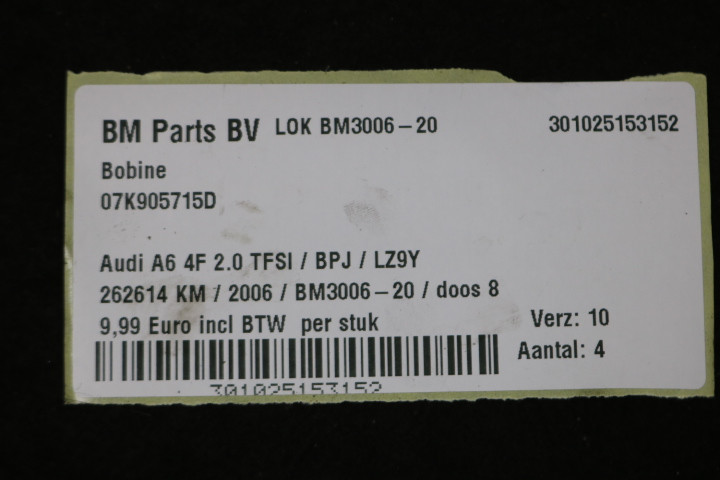 BM Parts BV LOK BM3006-20 301025153152
Bobine
07K905715D
Audi A6 4F 2.0 TFSI / BPJ / LZ9Y
262614 KM / 2006 / BM3006-20 / doos 8
9,99 Euro incl BTW per stuk Verz: 10
Aantal: 4
301025153152